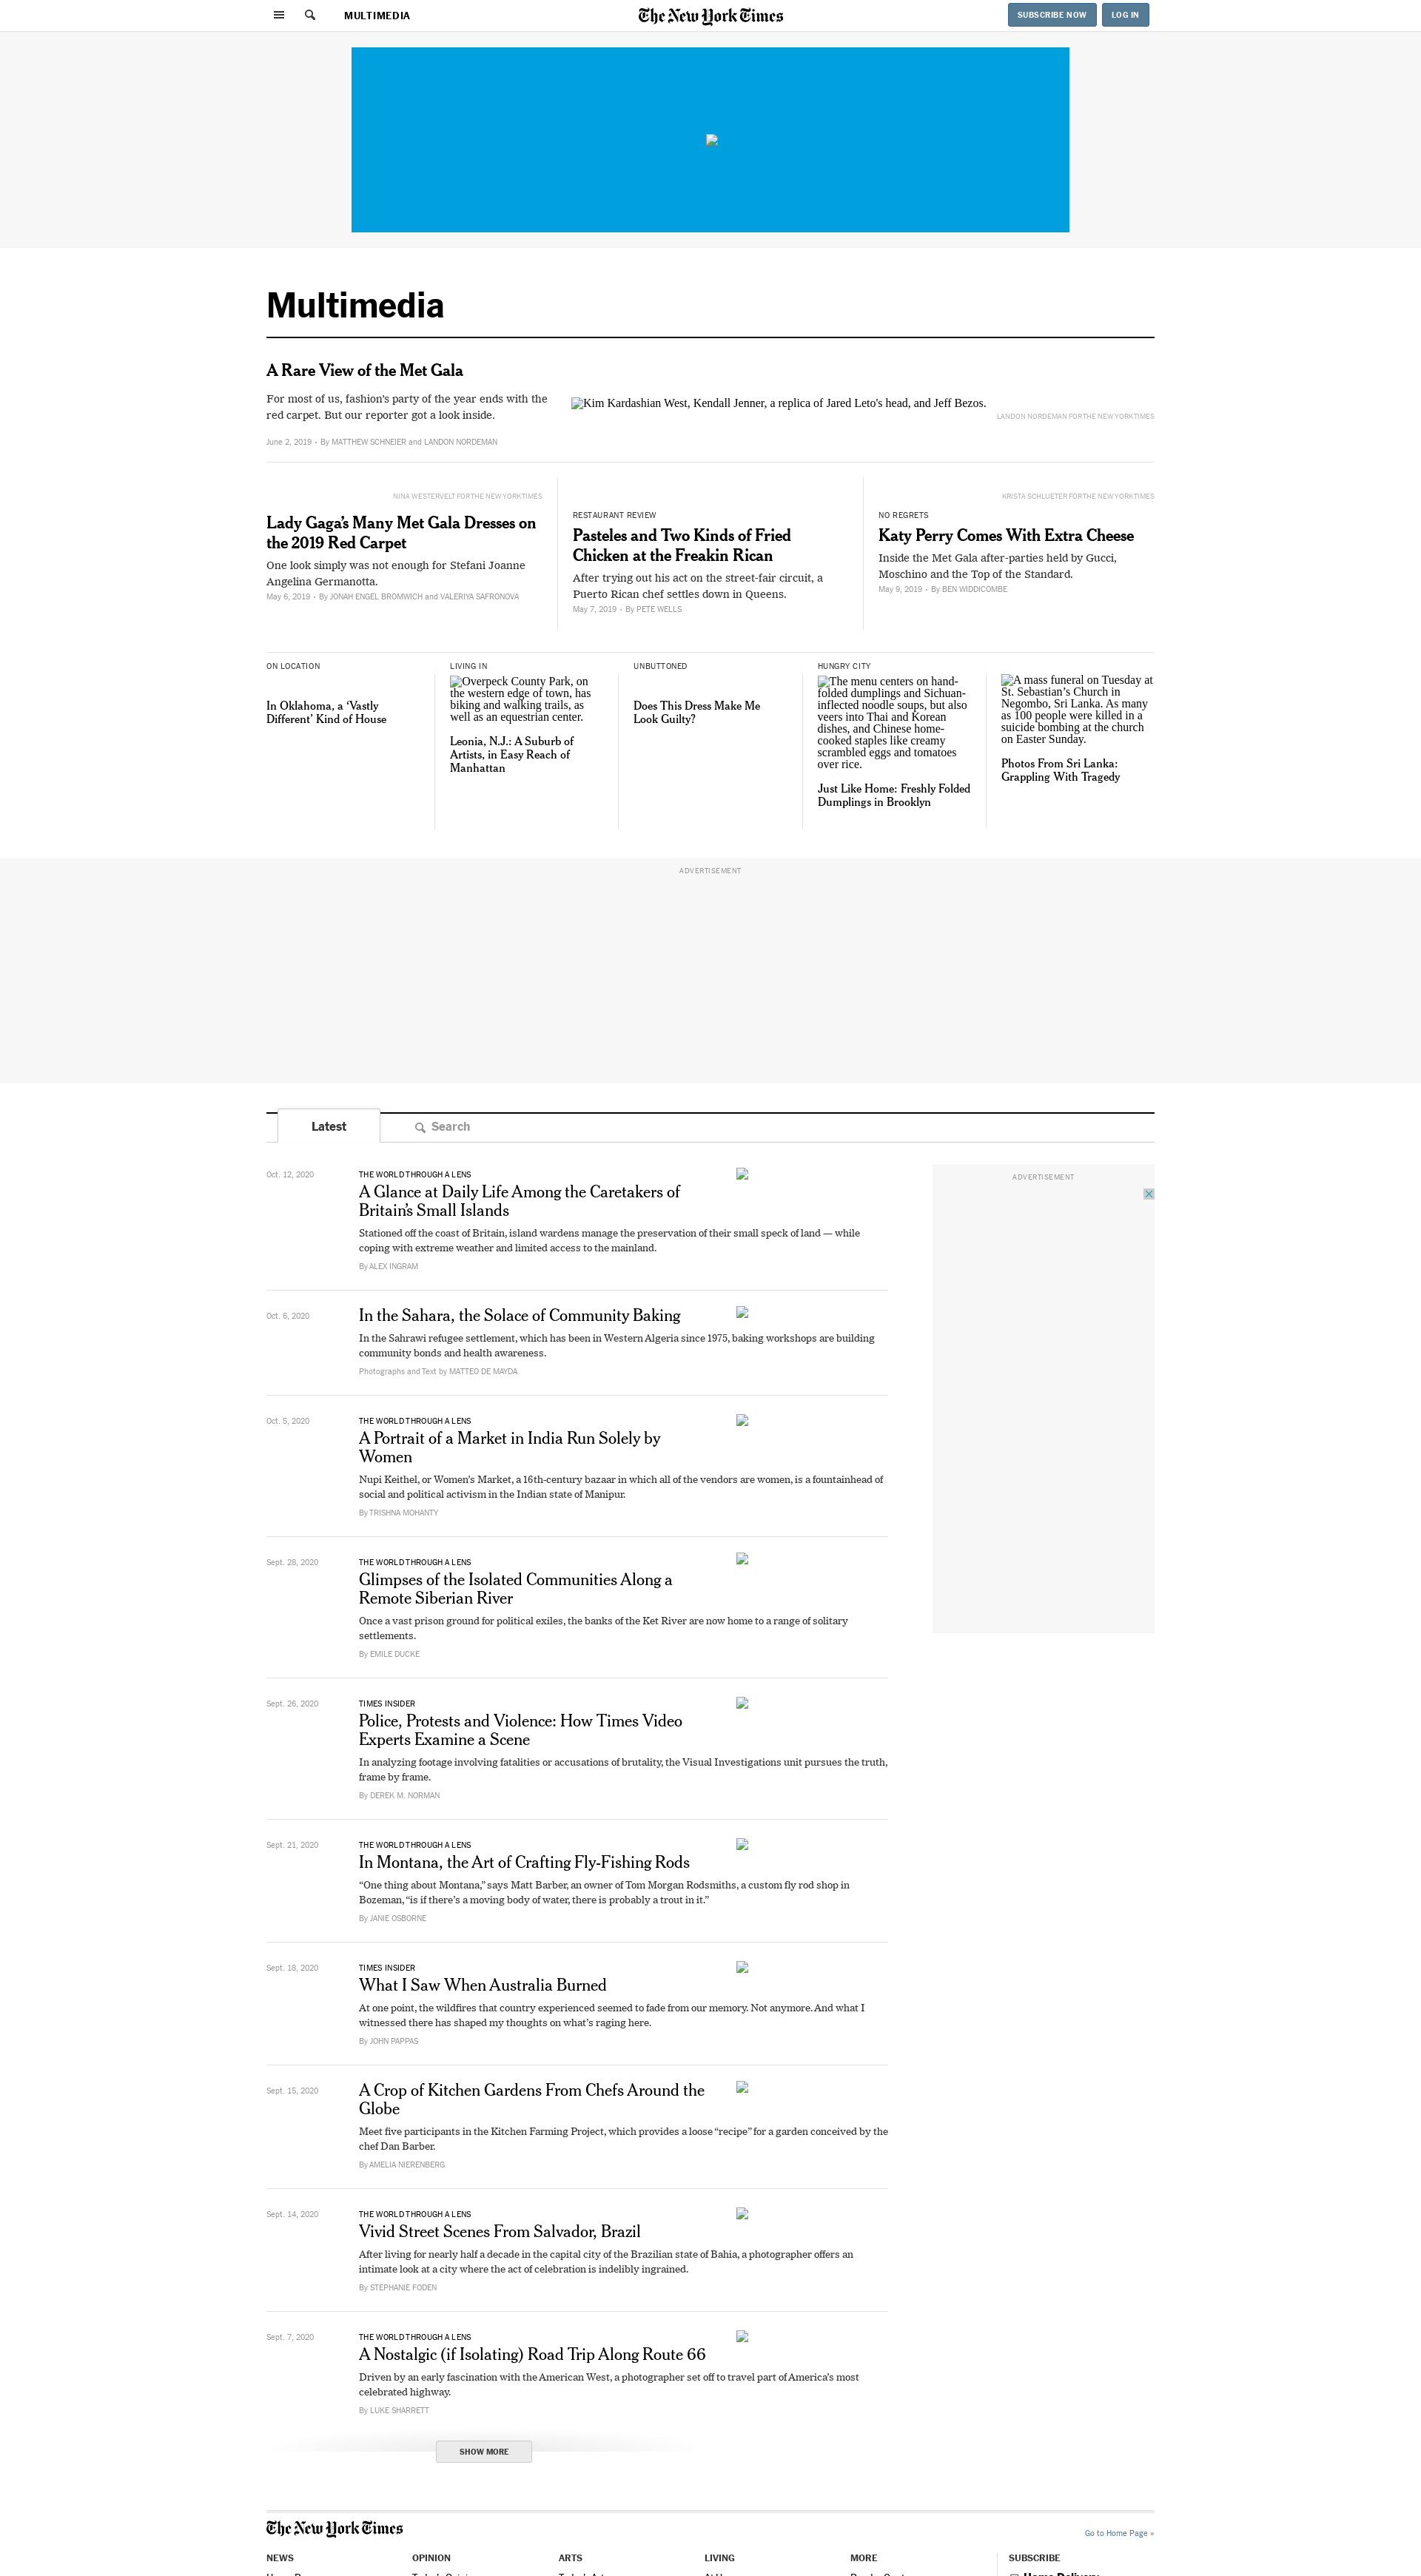 MULTIMEDIA
The New York Times
SUBSCRIBE NOW
LOG IN
Multimedia
A Rare View of the Met Gala
For most of us, fashion's party of the year ends with the
red carpet. But our reporter got a look inside.
June 2, 2019 - By MATTHEW SCHNEIER and LANDON NORDEMAN
Kim Kardashian West, Kendall Jenner, a replica of Jared Leto's head, and Jeff Bezos.
LANDON NORDEMAN FOR THE NEW YORK TIMES
NINA WESTERVELT FOR THE NEW YORK TIMES
Lady Gaga’s Many Met Gala Dresses on
the 2019 Red Carpet
One look simply was not enough for Stefani Joanne
Angelina Germanotta.
May 6, 2019 - By JONAH ENGEL BROMWICH and VALERIYA SAFRONOVA
RESTAURANT REVIEW
Pasteles and Two Kinds of Fried
Chicken at the Freakin Rican
After trying out his act on the street-fair circuit, a
Puerto Rican chef settles down in Queens.
May 7, 2019 - By PETE WELLS
KRISTA SCHLUETER FOR THE NEW YORK TIMES
NO REGRETS
Katy Perry Comes With Extra Cheese
Inside the Met Gala after-parties held by Gucci,
Moschino and the Top of the Standard.
May 9, 2019 - By BEN WIDDICOMBE
ON LOCATION
In Oklahoma, a ‘Vastly
Different’ Kind of House
LIVING IN
Overpeck County Park, on
the western edge of town, has
biking and walking trails, as
well as an equestrian center.
Leonia, N.J.: A Suburb of
Artists, in Easy Reach of
Manhattan
UNBUTTONED
Does This Dress Make Me
Look Guilty?
HUNGRY CITY
The menu centers on hand-
folded dumplings and Sichuan-
inflected noodle soups, but also
veers into Thai and Korean
dishes, and Chinese home-
cooked staples like creamy
scrambled eggs and tomatoes
over rice.
Just Like Home: Freshly Folded
Dumplings in Brooklyn
A mass funeral on Tuesday at
St. Sebastian’s Church in
Negombo, Sri Lanka. As many
as 100 people were killed in a
suicide bombing at the church
on Easter Sunday.
Photos From Sri Lanka:
Grappling With Tragedy
ADVERTISEMENT
Latest
Search
ADVERTISEMENT
Oct. 12, 2020
THE WORLD THROUGH A LENS
A Glance at Daily Life Among the Caretakers of
Britain’s Small Islands
Stationed off the coast of Britain, island wardens manage the preservation of their small speck of land — while
coping with extreme weather and limited access to the mainland.
By ALEX INGRAM
Oct. 6, 2020
In the Sahara, the Solace of Community Baking
In the Sahrawi refugee settlement, which has been in Western Algeria since 1975, baking workshops are building
community bonds and health awareness.
Photographs and Text by MATTEO DE MAYDA
Oct. 5, 2020
THE WORLD THROUGH A LENS
A Portrait of a Market in India Run Solely by
Women
Nupi Keithel, or Women’s Market, a 16th-century bazaar in which all of the vendors are women, is a fountainhead of
social and political activism in the Indian state of Manipur.
By TRISHNA MOHANTY
Sept. 28, 2020
THE WORLD THROUGH A LENS
Glimpses of the Isolated Communities Along a
Remote Siberian River
Once a vast prison ground for political exiles, the banks of the Ket River are now home to a range of solitary
settlements.
By EMILE DUCKE
Sept. 26, 2020
TIMES INSIDER
Police, Protests and Violence: How Times Video
Experts Examine a Scene
In analyzing footage involving fatalities or accusations of brutality, the Visual Investigations unit pursues the truth,
frame by frame.
By DEREK M. NORMAN
Sept. 21, 2020
THE WORLD THROUGH A LENS
In Montana, the Art of Crafting Fly-Fishing Rods
“One thing about Montana,” says Matt Barber, an owner of Tom Morgan Rodsmiths, a custom fly rod shop in
Bozeman, “is if there’s a moving body of water, there is probably a trout in it.”
By JANIE OSBORNE
Sept. 18, 2020
TIMES INSIDER
What I Saw When Australia Burned
At one point, the wildfires that country experienced seemed to fade from our memory. Not anymore. And what I
witnessed there has shaped my thoughts on what’s raging here.
By JOHN PAPPAS
Sept. 15, 2020
A Crop of Kitchen Gardens From Chefs Around the
Globe
Meet five participants in the Kitchen Farming Project, which provides a loose “recipe” for a garden conceived by the
chef Dan Barber.
By AMELIA NIERENBERG
Sept. 14, 2020
THE WORLD THROUGH A LENS
Vivid Street Scenes From Salvador, Brazil
After living for nearly half a decade in the capital city of the Brazilian state of Bahia, a photographer offers an
intimate look at a city where the act of celebration is indelibly ingrained.
By STEPHANIE FODEN
Sept. 7, 2020
THE WORLD THROUGH A LENS
A Nostalgic (if Isolating) Road Trip Along Route 66
Driven by an early fascination with the American West, a photographer set off to travel part of America’s most
celebrated highway.
By LUKE SHARRETT
SHOW MORE
The New York Times
Go to Home Page »
NEWS
OPINION
ARTS
LIVING
MORE
SUBSCRIBE